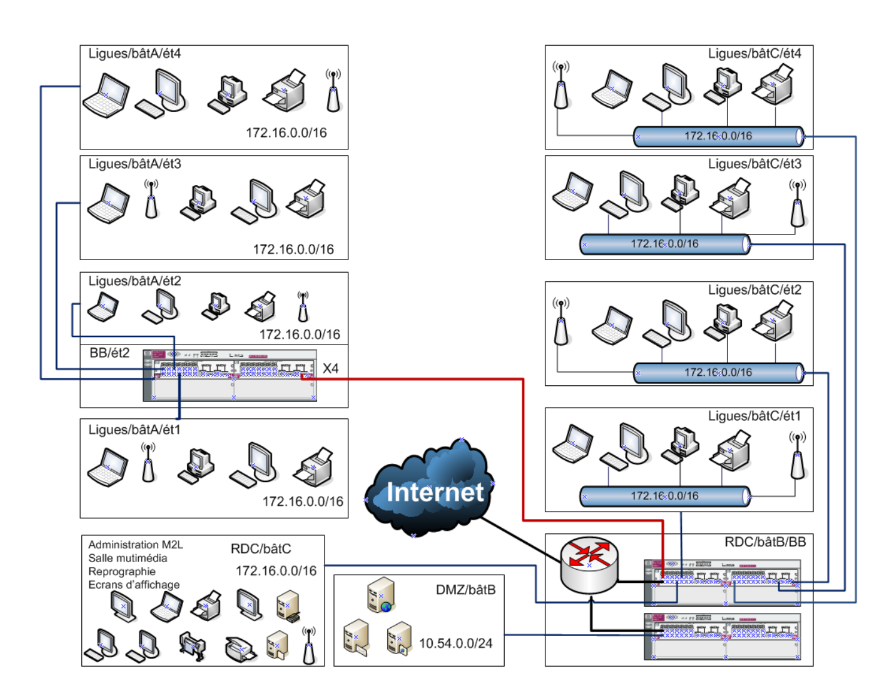 Ligues/bâtA/ét4
172.16.0.0/16
Ligues/bâtA/ét3
172.16.0.0/16
Ligues/bâtA/ét2
172.16.0.0/16
BB/ét2
X4
Ligues/bâtA/ét1
172.16.0.0/16
Administration M2L
Salle mutimédia
Reprographie
Ecrans d'affichage
RDC/bâtC
172.16.0.0/16
Internet
DMZ/bâtB
10.54.0.0/24
Ligues/bâtC/ét4
172.16.0.0/16
Ligues/bâtC/ét3
172.16.0.0/16
Ligues/bâtC/ét2
172.16.0.0/16
Ligues/bâtC/ét1
172.16.0.0/16
RDC/bâtB/BB